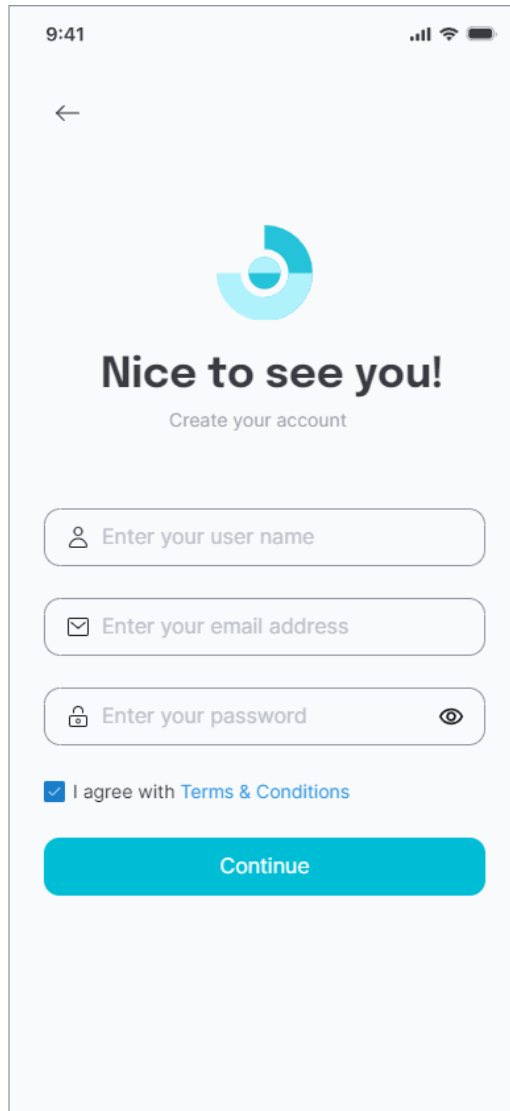 9:41
Nice to see you!
Create your account
Enter your user name
Enter your email address
Enter your password
I agree with Terms & Conditions
Continue